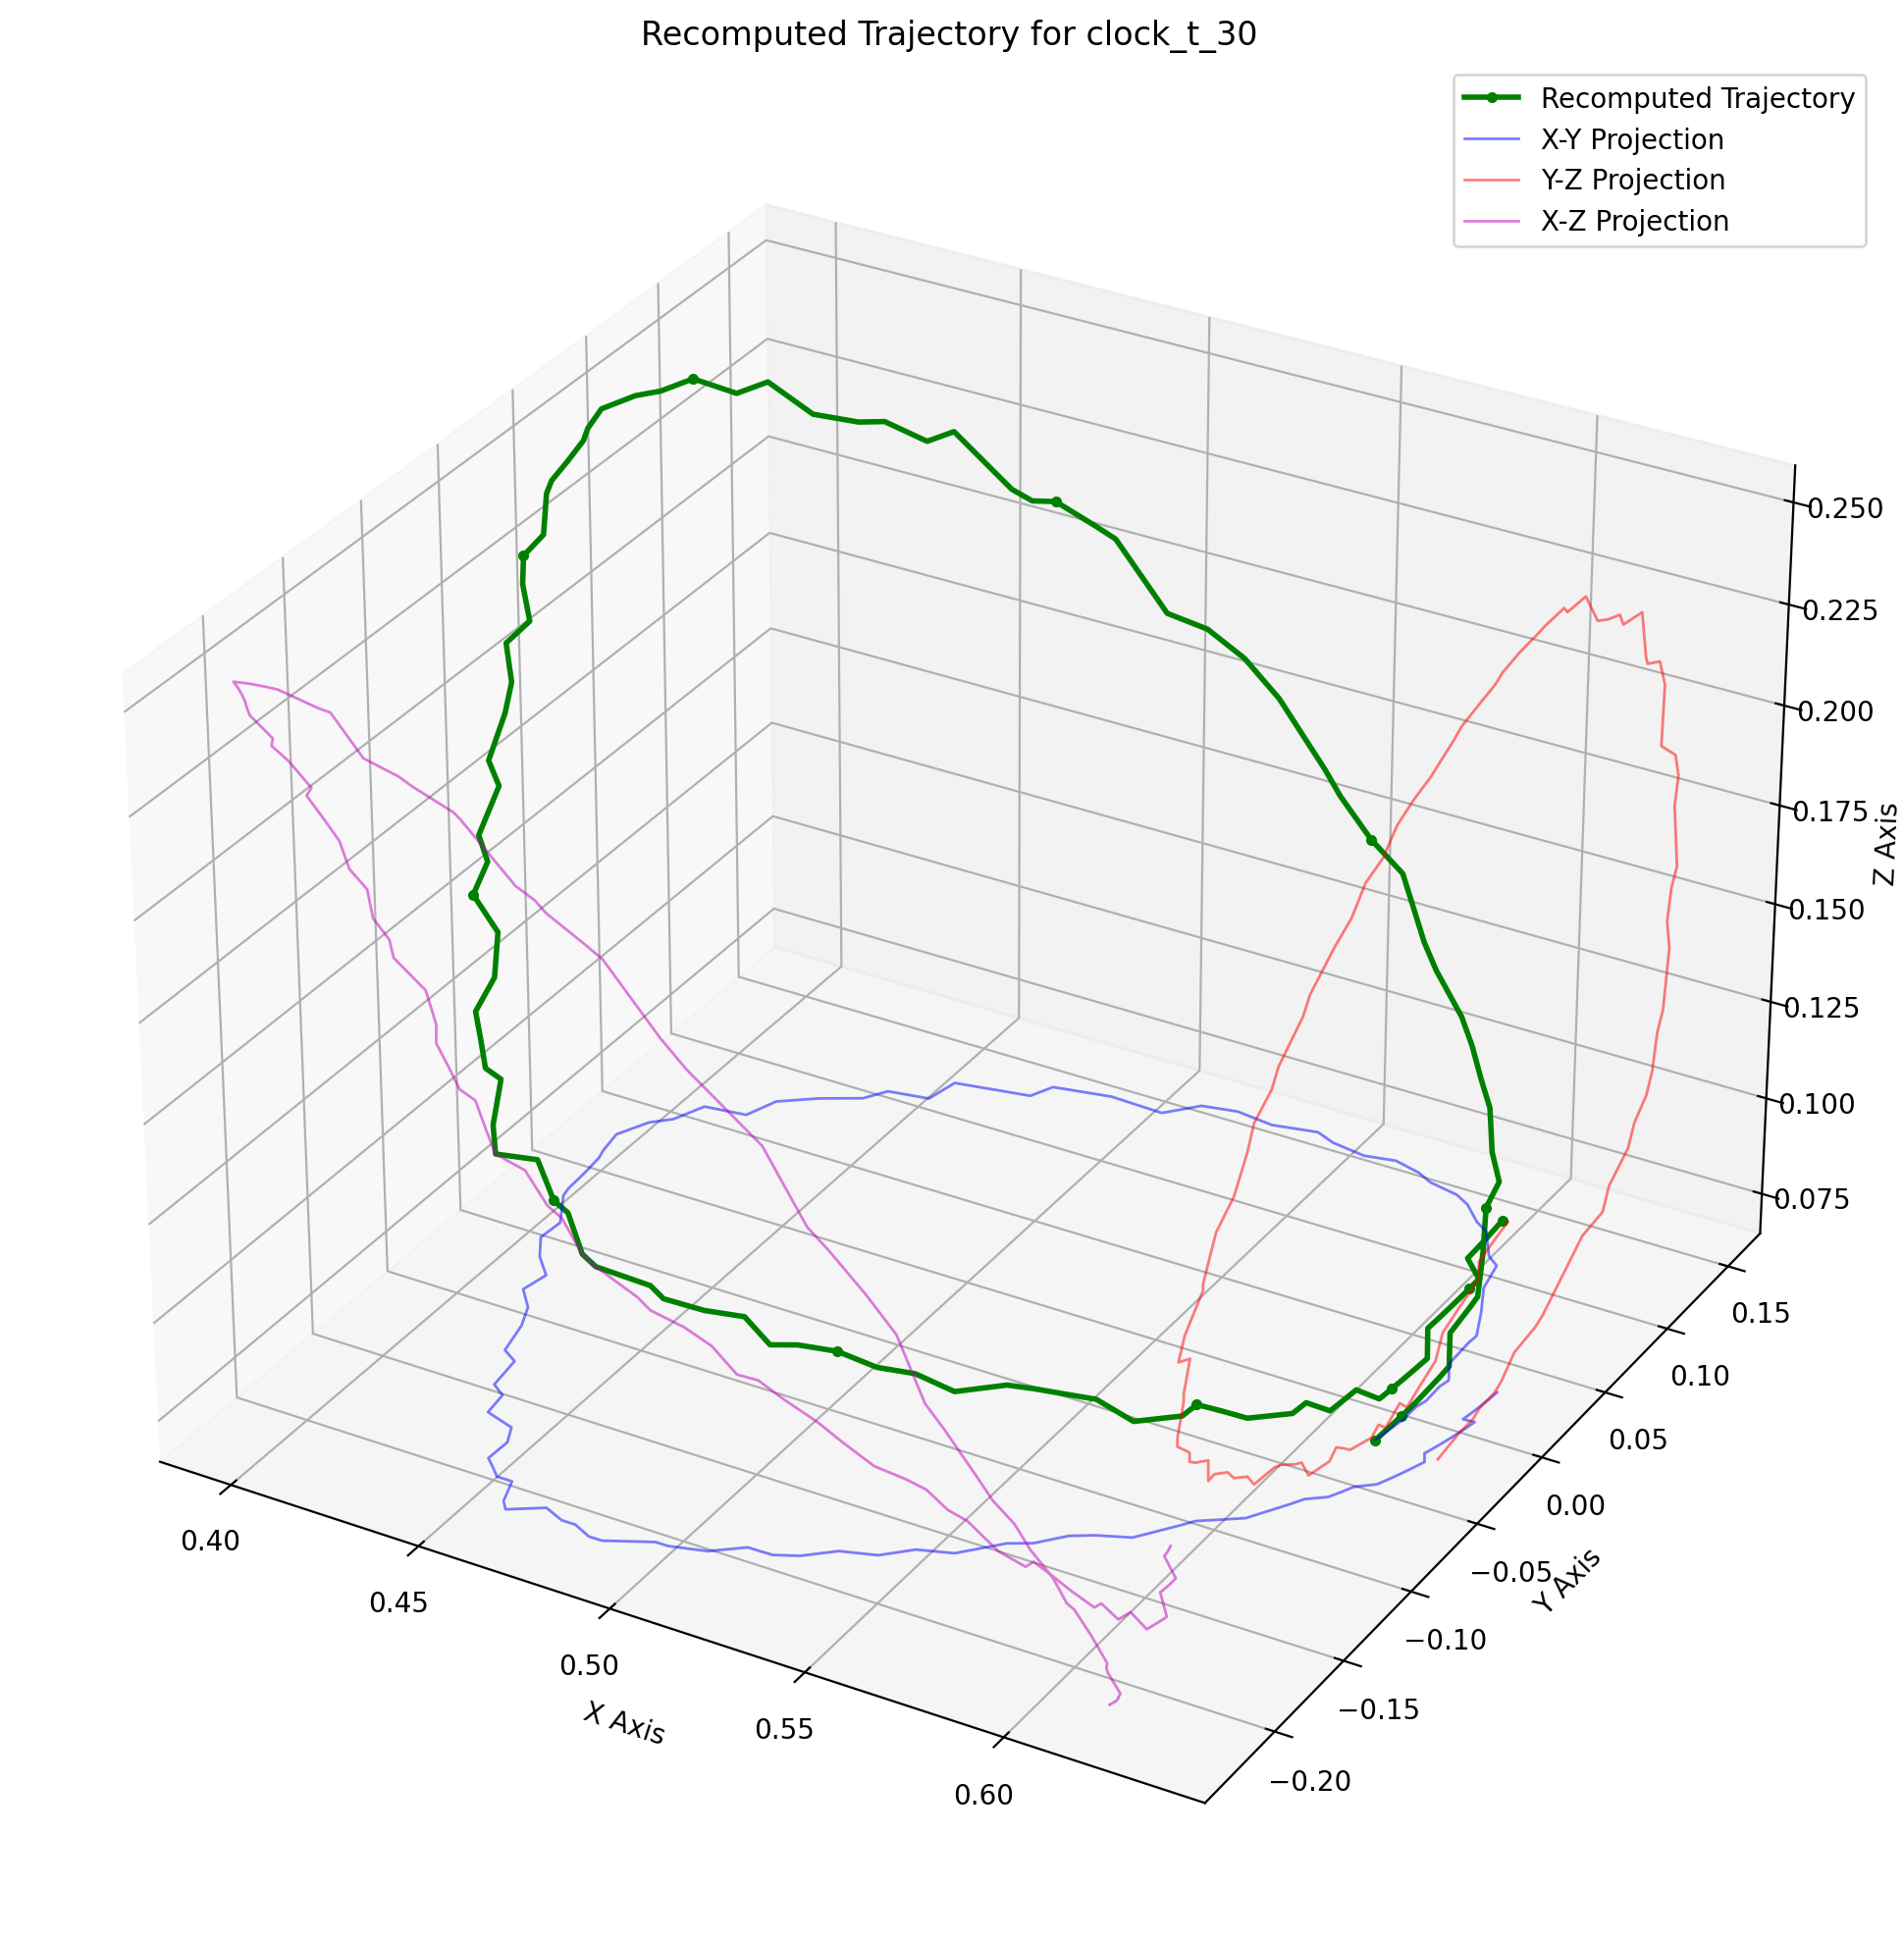 Recomputed Trajectory for clock_t_30
Recomputed Trajectory
X-Y Projection
Y-Z Projection
X-Z Projection
0.250
0.225
0.200
0.175
0.150
0.125
0.100
0.075
Z Axis
0.15
0.10
0.05
0.00
−0.05
−0.10
−0.15
−0.20
Y Axis
0.40
0.45
0.50
0.55
0.60
X Axis